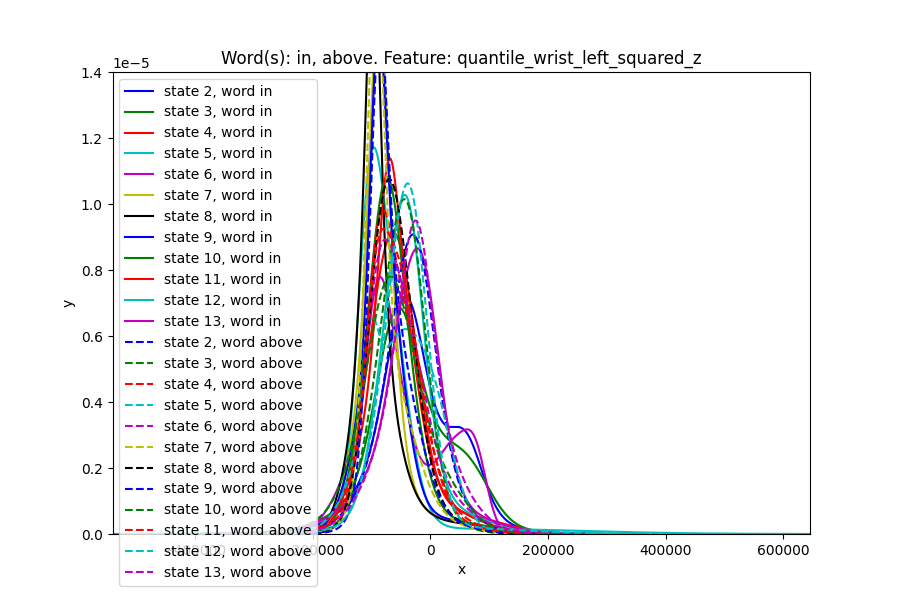 Word(s): in, above. Feature: quantile_wrist_left_squared_z
1e−5
1.4
1.2
1.0
0.8
0.6
0.4
0.2
0.0
y
state 2, word in
state 3, word in
state 4, word in
state 5, word in
state 6, word in
state 7, word in
state 8, word in
state 9, word in
state 10, word in
state 11, word in
state 12, word in
state 13, word in
state 2, word above
state 3, word above
state 4, word above
state 5, word above
state 6, word above
state 7, word above
state 8, word above
state 9, word above
state 10, word above
state 11, word above
state 12, word above
state 13, word above
0 200000 400000 600000
x